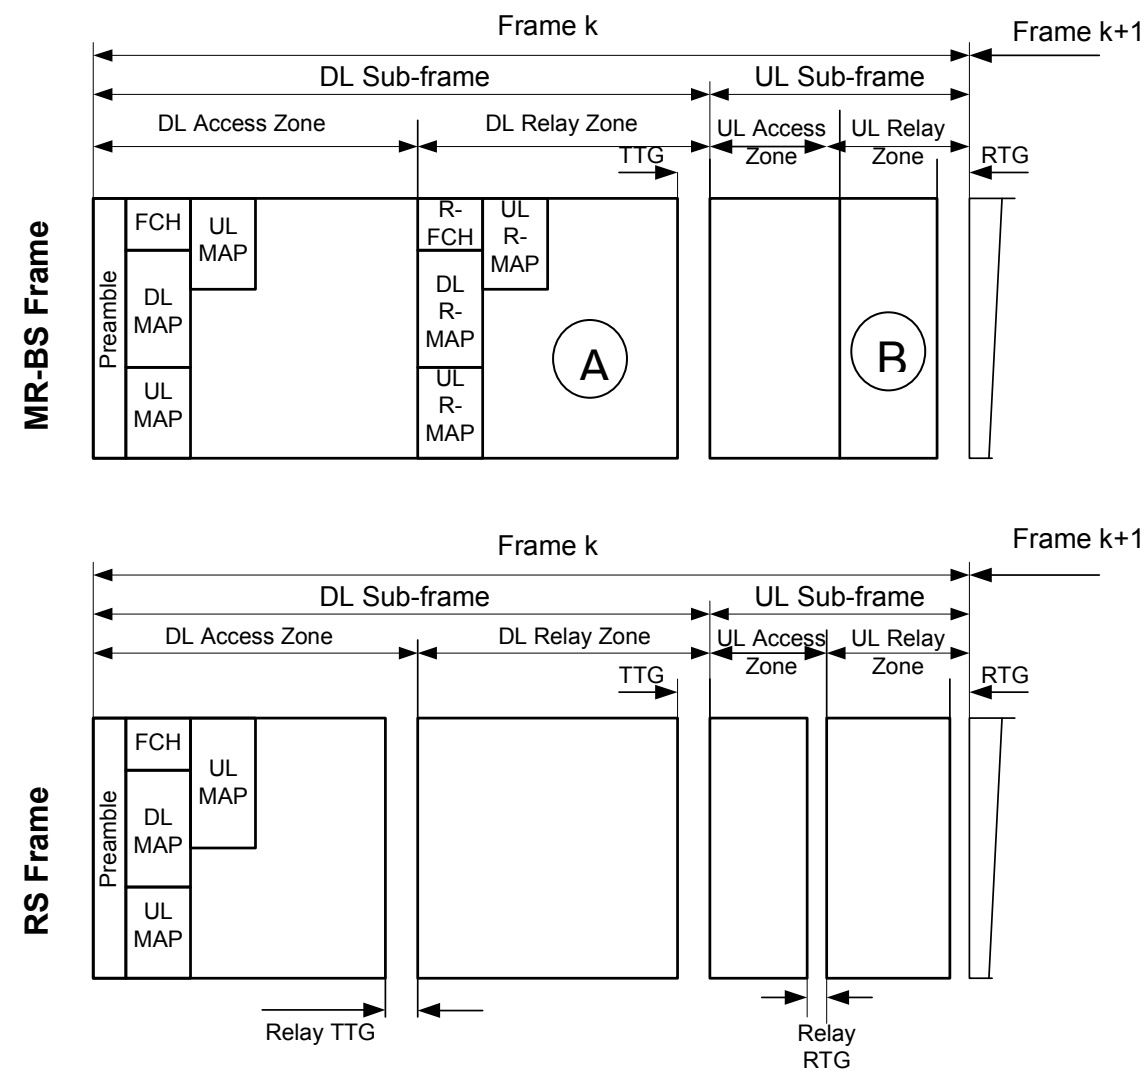 Frame k
Frame k+1
DL Sub-frame
UL Sub-frame
DL Access Zone
DL Relay Zone
UL Access
Zone
UL Relay
Zone
TTG
RTG
MR-BS Frame
Preamble
FCH
DL
MAP
UL
MAP
UL
MAP
R-
FCH
DL
R-
MAP
UL
R-
MAP
UL
R-
MAP
A
B
Frame k
Frame k+1
DL Sub-frame
UL Sub-frame
DL Access Zone
DL Relay Zone
UL Access
Zone
UL Relay
Zone
TTG
RTG
RS Frame
Preamble
FCH
DL
MAP
UL
MAP
UL
MAP
Relay TTG
Relay
RTG